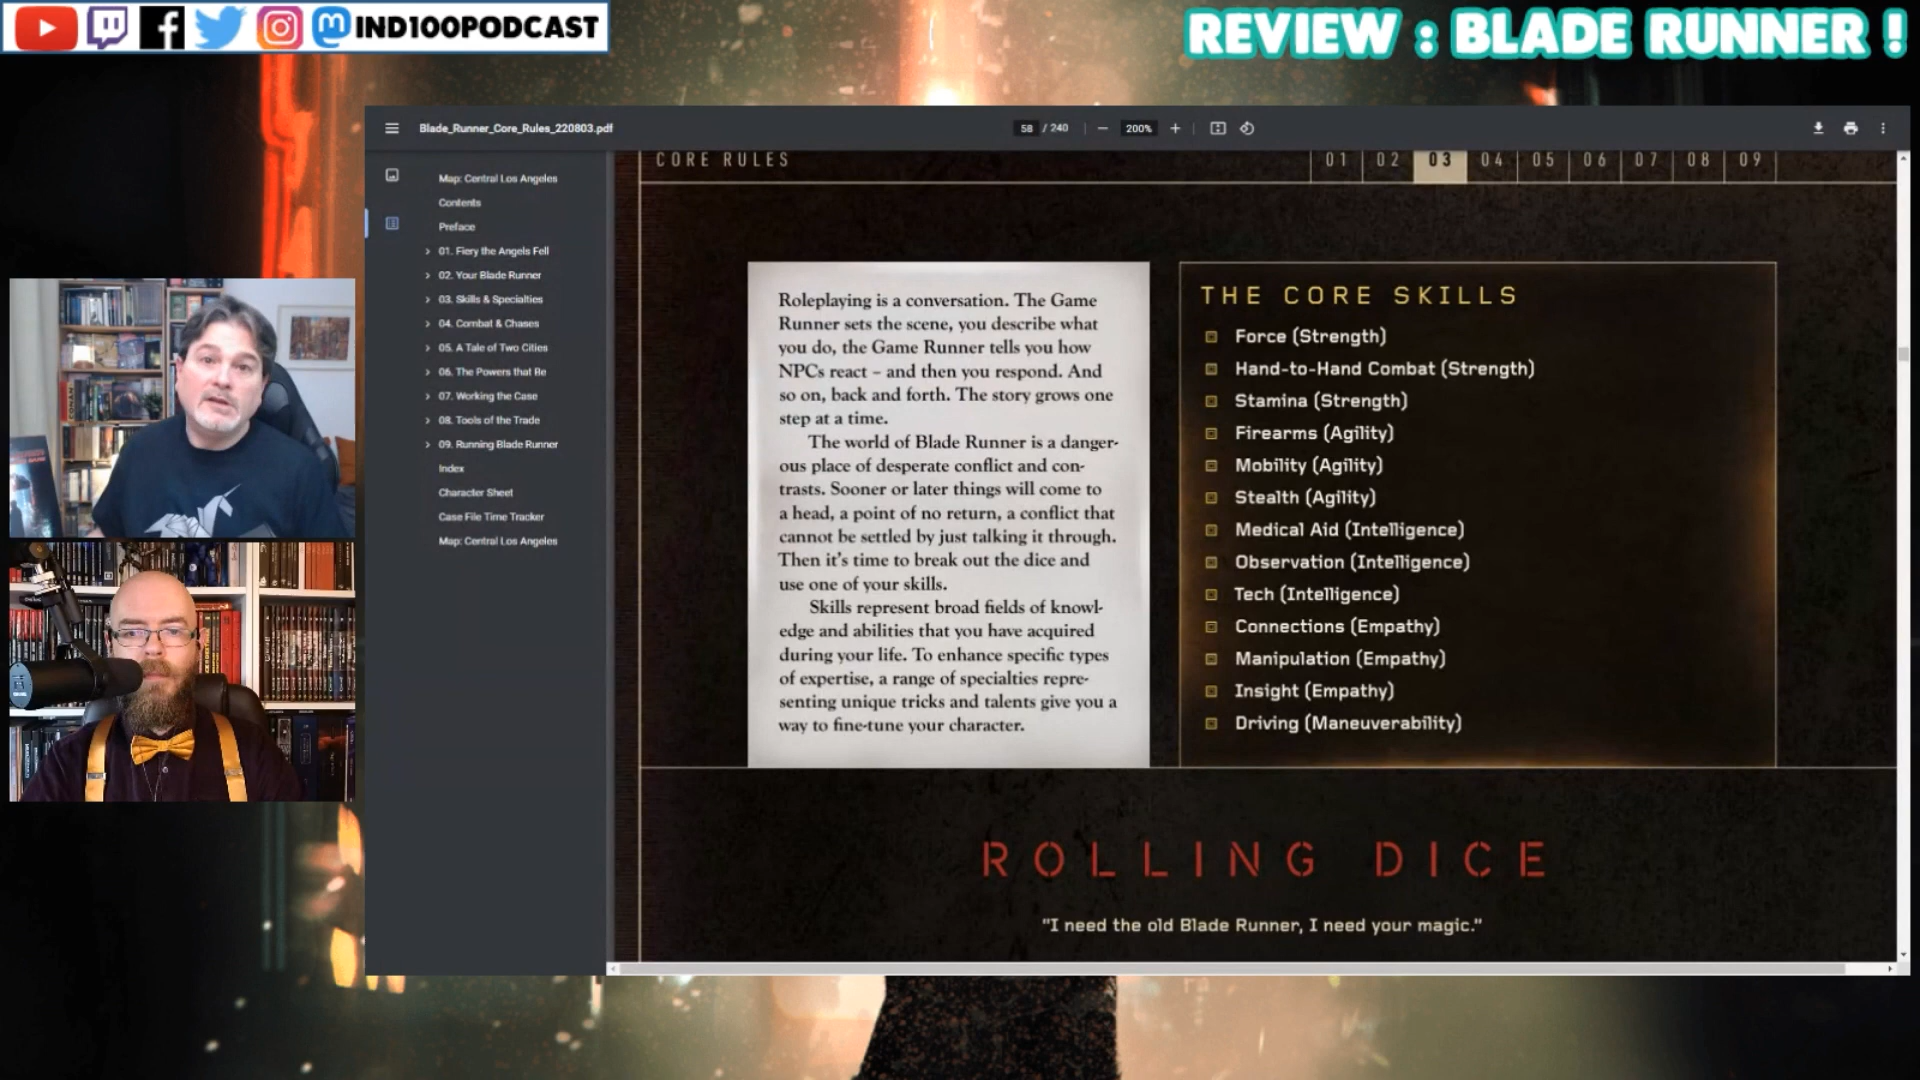 IND100PODCAST
REVIEW : BLADE RUNNER !
Blade_Runner_Core_Rules_220803.pdf
58 / 240
200%
Map: Central Los Angeles
Contents
Preface
01. Fiery the Angels Fell
02. Your Blade Runner
03. Skills & Specialties
04. Combat & Chases
05. A Tale of Two Cities
06. The Powers that Be
07. Working the Case
08. Tools of the Trade
09. Running Blade Runner
Index
Character Sheet
Case File Time Tracker
Map: Central Los Angeles
CORE RULES
01 02 03 04 05 06 07 08 09
Roleplaying is a conversation. The Game
Runner sets the scene, you describe what
you do, the Game Runner tells you how
NPCs react – and then you respond. And
so on, back and forth. The story grows one
step at a time.
The world of Blade Runner is a danger-
ous place of desperate conflict and con-
trasts. Sooner or later things will come to
a head, a point of no return, a conflict that
cannot be settled by just talking it through.
Then it's time to break out the dice and
use one of your skills.
Skills represent broad fields of knowl-
edge and abilities that you have acquired
during your life. To enhance specific types
of expertise, a range of specialties repre-
senting unique tricks and talents give you a
way to fine-tune your character.
THE CORE SKILLS
Force (Strength)
Hand-to-Hand Combat (Strength)
Stamina (Strength)
Firearms (Agility)
Mobility (Agility)
Stealth (Agility)
Medical Aid (Intelligence)
Observation (Intelligence)
Tech (Intelligence)
Connections (Empathy)
Manipulation (Empathy)
Insight (Empathy)
Driving (Maneuverability)
ROLLING DICE
"I need the old Blade Runner, I need your magic."